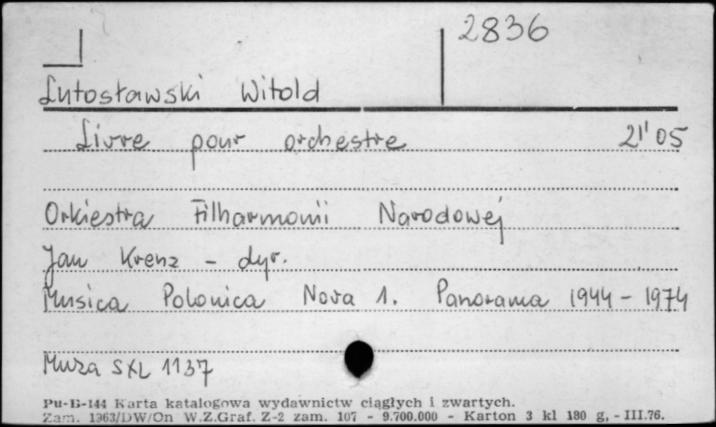 2836
Lutosławski Witold
Livre pour orchestre 21'05
Orkiestra Filharmonii Narodowej
Jan Krenz - dyr.
Musica Polonica Nova 1. Panorama 1944-1974
Muza SXL 1137
Pu-B-144 Karta katalogowa wydawnictw ciągłych i zwartych.
Zam. 1363/DW/On W.Z.Graf. Z-2 zam. 107 - 9.700.000 - Karton 3 kl 180 g, - III.76.